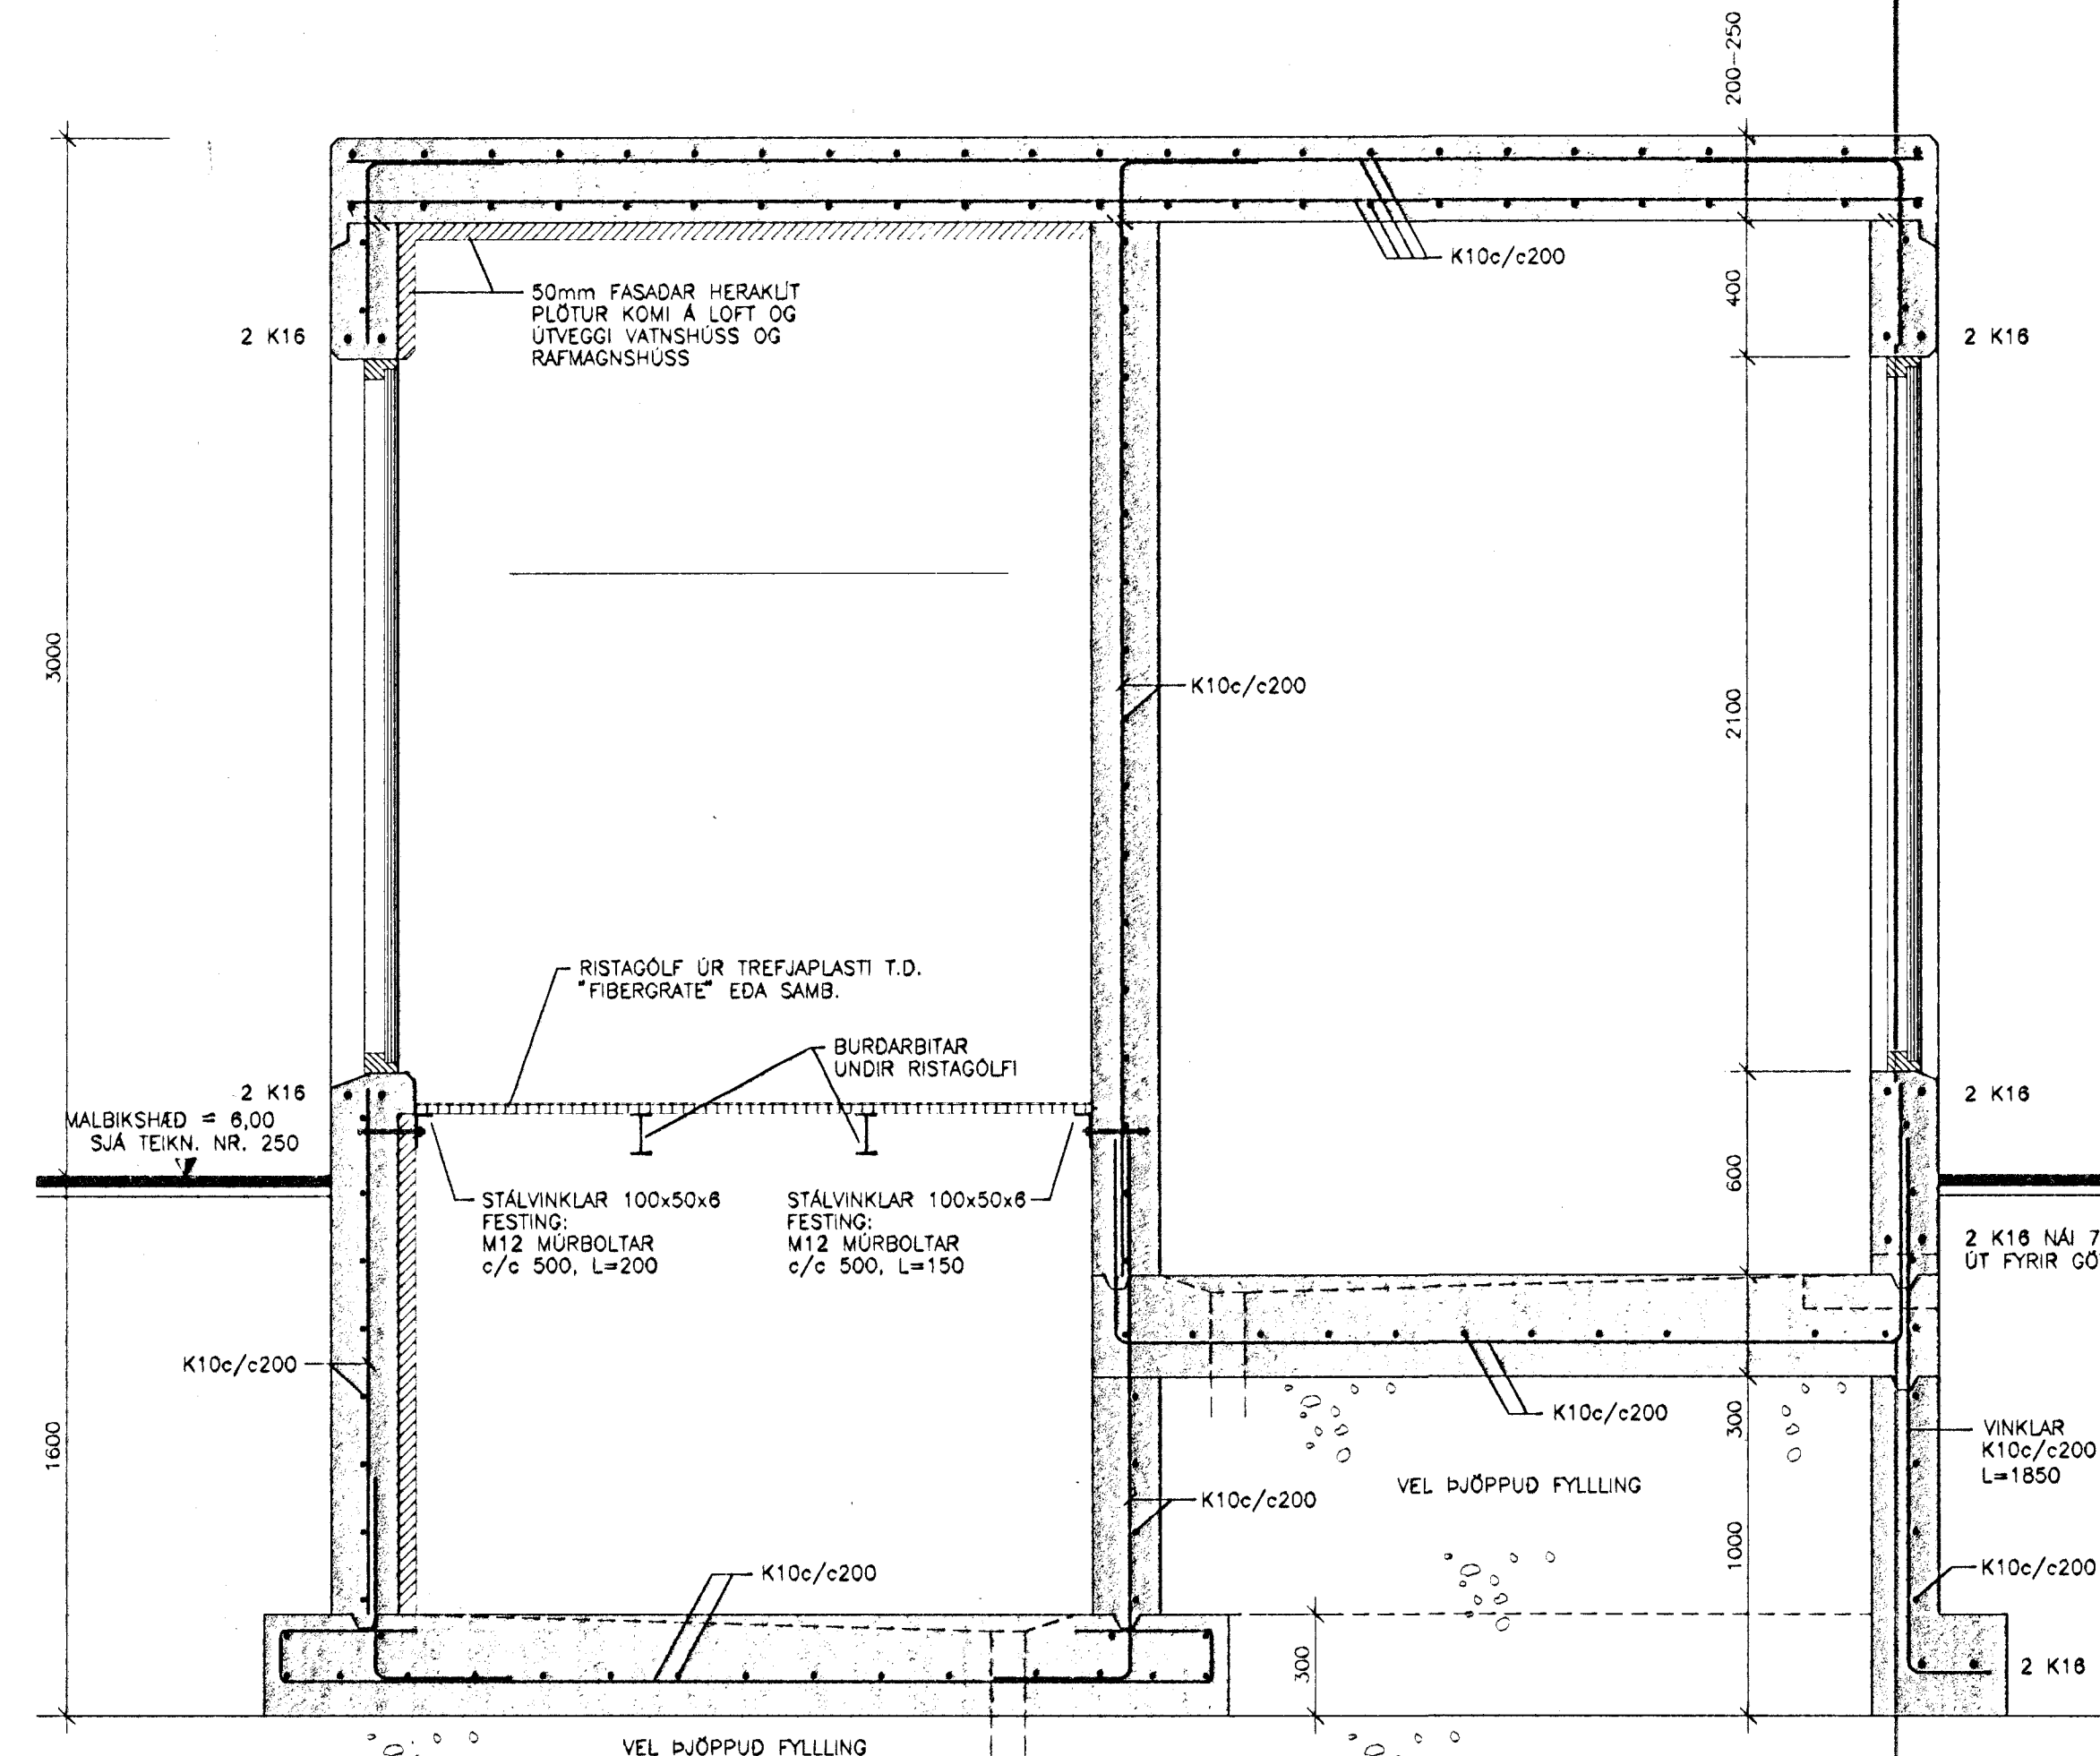 200-250
K10c/c200
50mm FASADAR HERAKLIT
PLÖTUR KOMI Á LOFT OG
ÚTVEGGI VATNSHÚSS OG
RAFMAGNSHÚSS
2 K16
400
2 K16
3000
K10c/c200
2100
RISTAGÓLF ÚR TREFJAPLASTI T.D.
"FIBERGRATE" EÐA SAMB.
BURÐARBITAR
UNDIR RISTAGÓLFI
2 K16
2 K16
MALBIKSHÆÐ = 6,00
SJÁ TEIKN. NR. 250
600
STÁLVINKLAR 100x50x6
FESTING:
M12 MÚRBOLTAR
c/c 500, L=200
STÁLVINKLAR 100x50x6
FESTING:
M12 MÚRBOLTAR
c/c 500, L=150
2 K16 NÁI 7
ÚT FYRIR GÖ
K10c/c200
K10c/c200
300
VINKLAR
K10c/c200
L=1850
1600
VEL ÞJÖPPUÐ FYLLLING
K10c/c200
1000
K10c/c200
K10c/c200
300
2 K16
VEL ÞJÖPPUÐ FYLLLING